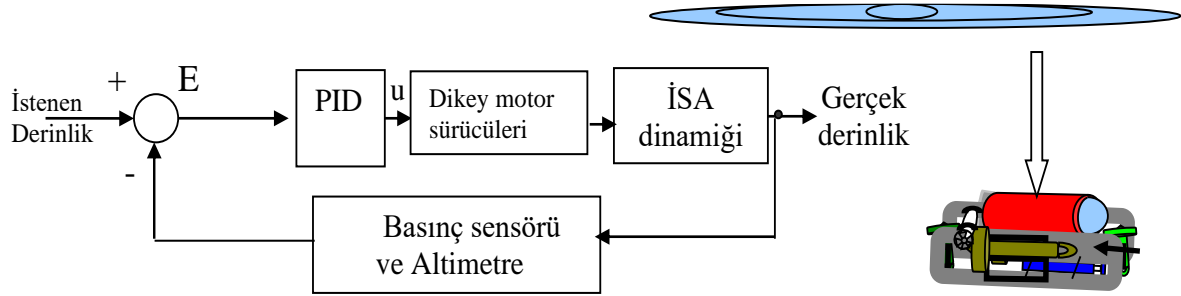 İstenen
Derinlik
+
E
-
PID
u
Dikey motor
sürücüleri
İSA
dinamiği
Gerçek
derinlik
Basınç sensörü
ve Altimetre